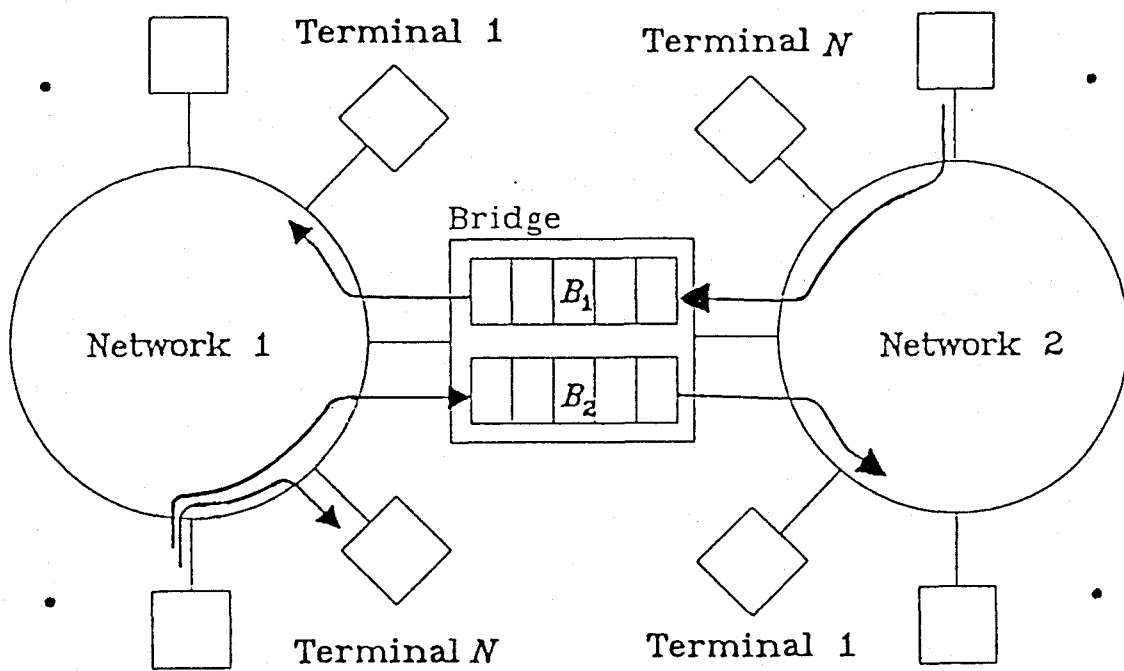 Terminal 1
Terminal N
Bridge
B₁
Network 1
Network 2
B₂
Terminal N
Terminal 1